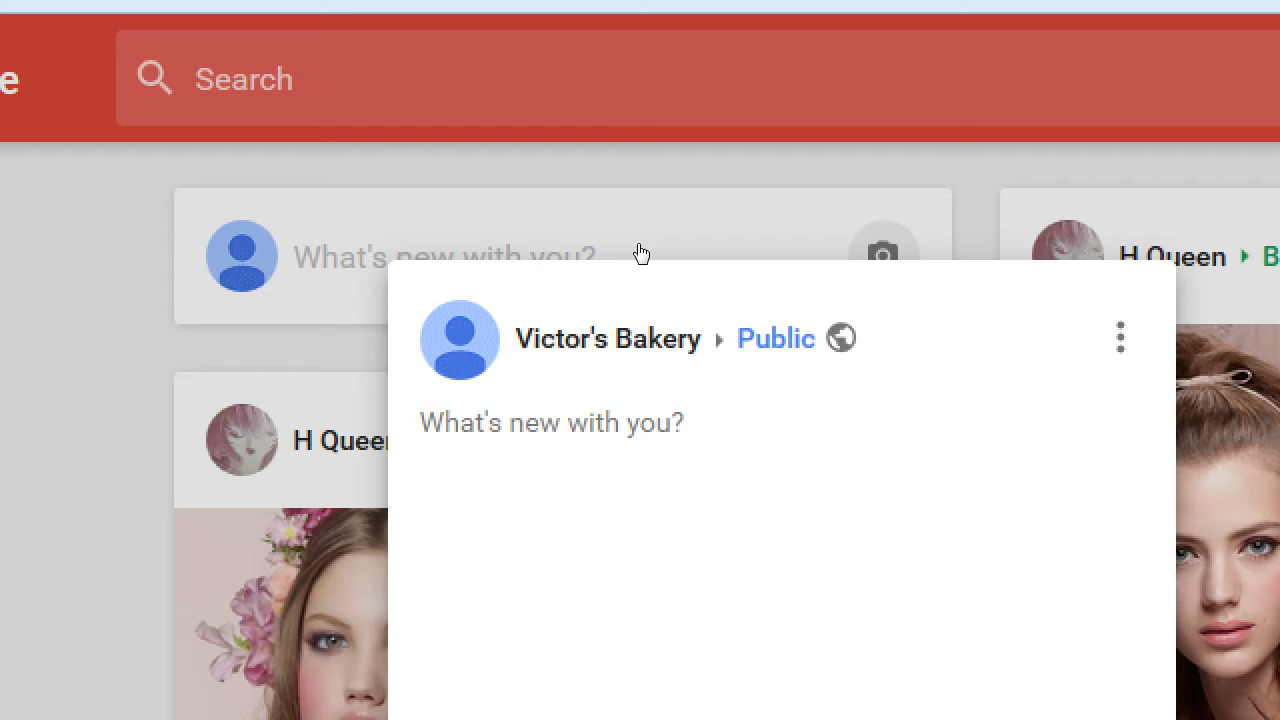 e
Search
What's new with you?
H Queen B
Victor's Bakery Public
What's new with you?
H Queen